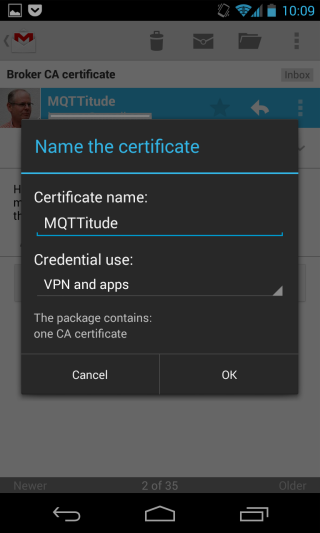 10:09
Broker CA certificate
Inbox
MQTTitude
Name the certificate
Certificate name:
MQTTitude
Credential use:
VPN and apps
The package contains:
one CA certificate
Cancel
OK
Newer
2 of 35
Older